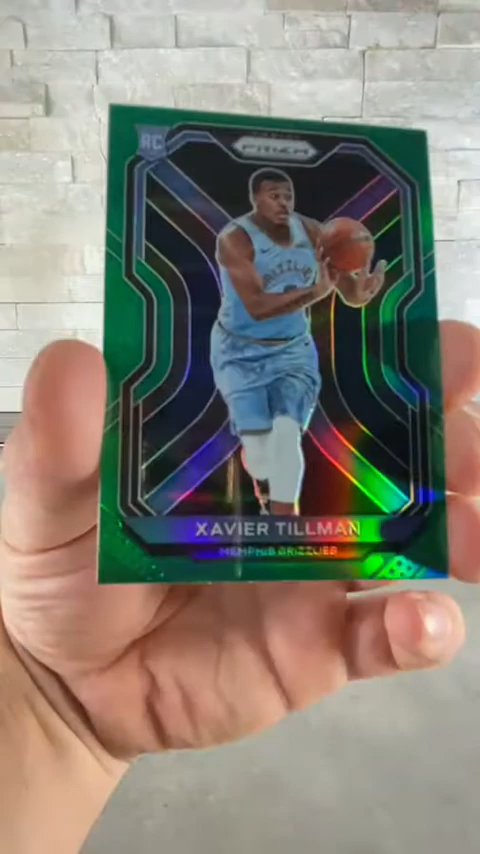 RC
PRIZM
GRIZZLIES
XAVIER TILLMAN
MEMPHIS GRIZZLIES